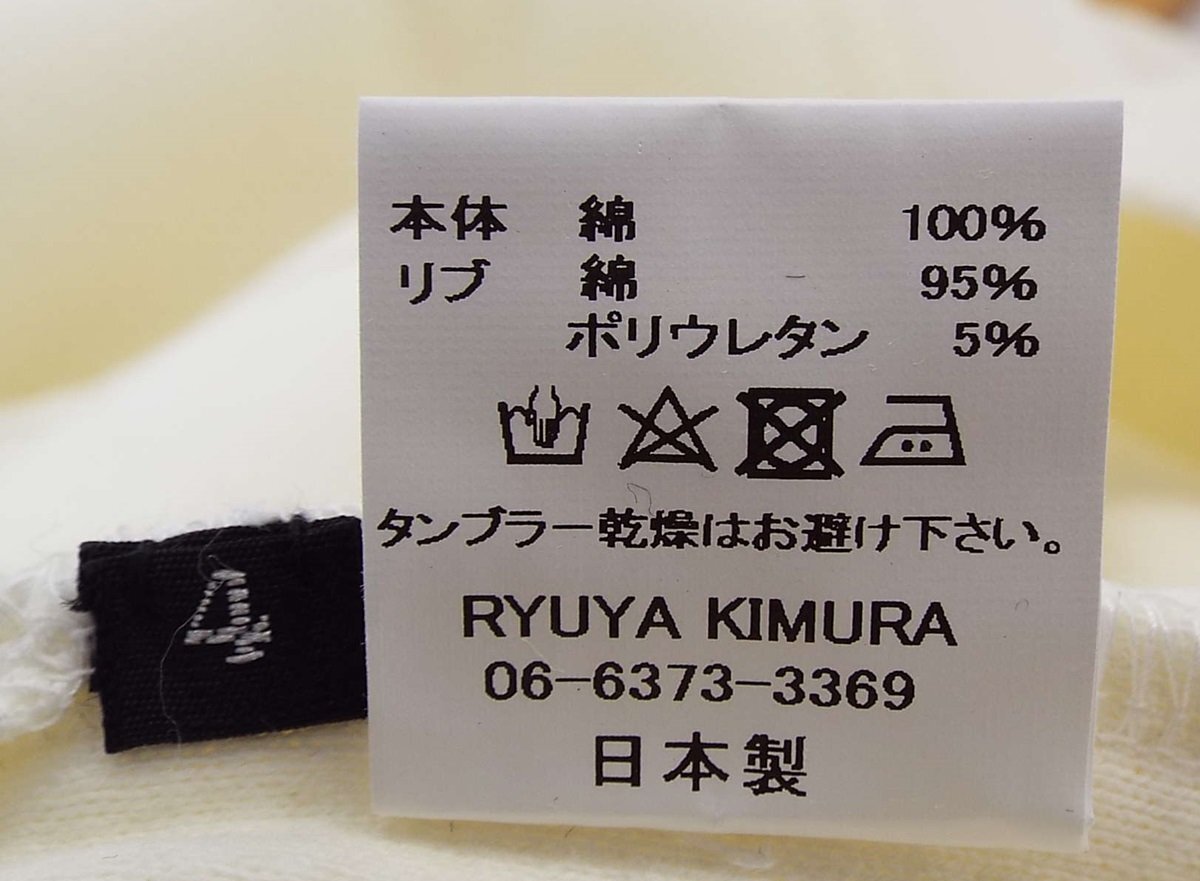 本体 綿 100%
リブ 綿 95%
ポリウレタン 5%
タンブラー乾燥はお避け下さい。
4
RYUYA KIMURA
06-6373-3369
日本製